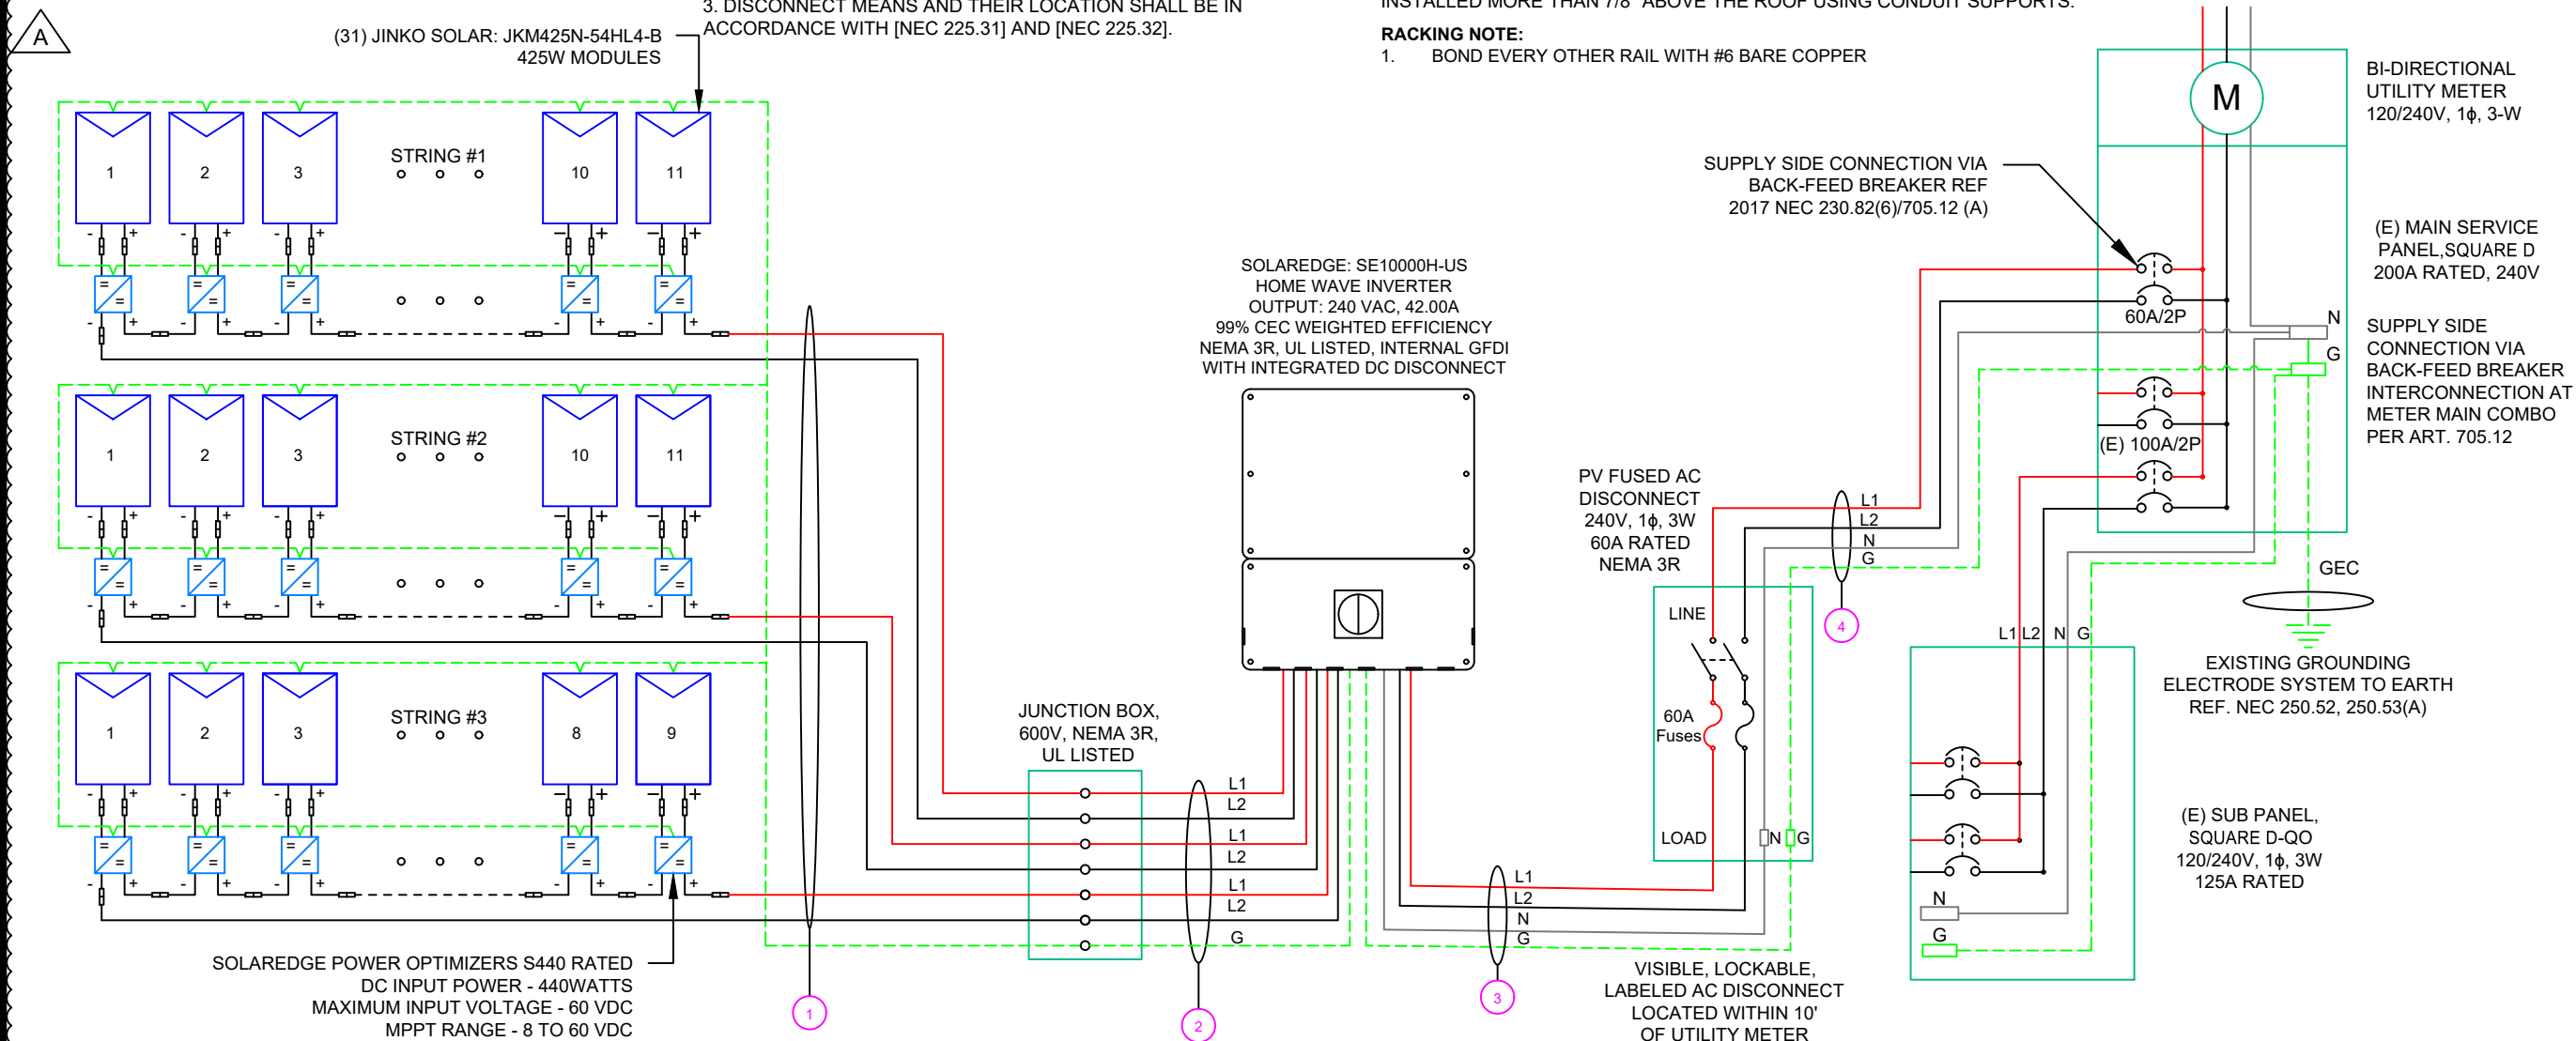 3. DISCONNECT MEANS AND THEIR LOCATION SHALL BE IN
ACCORDANCE WITH [NEC 225.31] AND [NEC 225.32].
INSTALLED MORE THAN 7/8" ABOVE THE ROOF USING CONDUIT SUPPORTS.
RACKING NOTE:
1. BOND EVERY OTHER RAIL WITH #6 BARE COPPER
A
(31) JINKO SOLAR: JKM425N-54HL4-B
425W MODULES
STRING #1
1 2 3 10 11
- + - + - + - + - +
- + - + - + - + - +
STRING #2
1 2 3 10 11
- + - + - + - + - +
- + - + - + - + - +
STRING #3
1 2 3 8 9
- + - + - + - + - +
- + - + - + - + - +
SOLAREDGE POWER OPTIMIZERS S440 RATED
DC INPUT POWER - 440WATTS
MAXIMUM INPUT VOLTAGE - 60 VDC
MPPT RANGE - 8 TO 60 VDC
1
JUNCTION BOX,
600V, NEMA 3R,
UL LISTED
L1
L2
L1
L2
L1
L2
G
2
SOLAREDGE: SE10000H-US
HOME WAVE INVERTER
OUTPUT: 240 VAC, 42.00A
99% CEC WEIGHTED EFFICIENCY
NEMA 3R, UL LISTED, INTERNAL GFDI
WITH INTEGRATED DC DISCONNECT
L1
L2
N
G
3
PV FUSED AC
DISCONNECT
240V, 1ϕ, 3W
60A RATED
NEMA 3R
LINE
60A
Fuses
LOAD
N G
VISIBLE, LOCKABLE,
LABELED AC DISCONNECT
LOCATED WITHIN 10'
OF UTILITY METER
L1
L2
N
G
4
SUPPLY SIDE CONNECTION VIA
BACK-FEED BREAKER REF
2017 NEC 230.82(6)/705.12 (A)
M
BI-DIRECTIONAL
UTILITY METER
120/240V, 1ϕ, 3-W
(E) MAIN SERVICE
PANEL,SQUARE D
200A RATED, 240V
60A/2P
(E) 100A/2P
N
G
SUPPLY SIDE
CONNECTION VIA
BACK-FEED BREAKER
INTERCONNECTION AT
METER MAIN COMBO
PER ART. 705.12
GEC
EXISTING GROUNDING
ELECTRODE SYSTEM TO EARTH
REF. NEC 250.52, 250.53(A)
L1 L2 N G
N
G
(E) SUB PANEL,
SQUARE D-QO
120/240V, 1ϕ, 3W
125A RATED